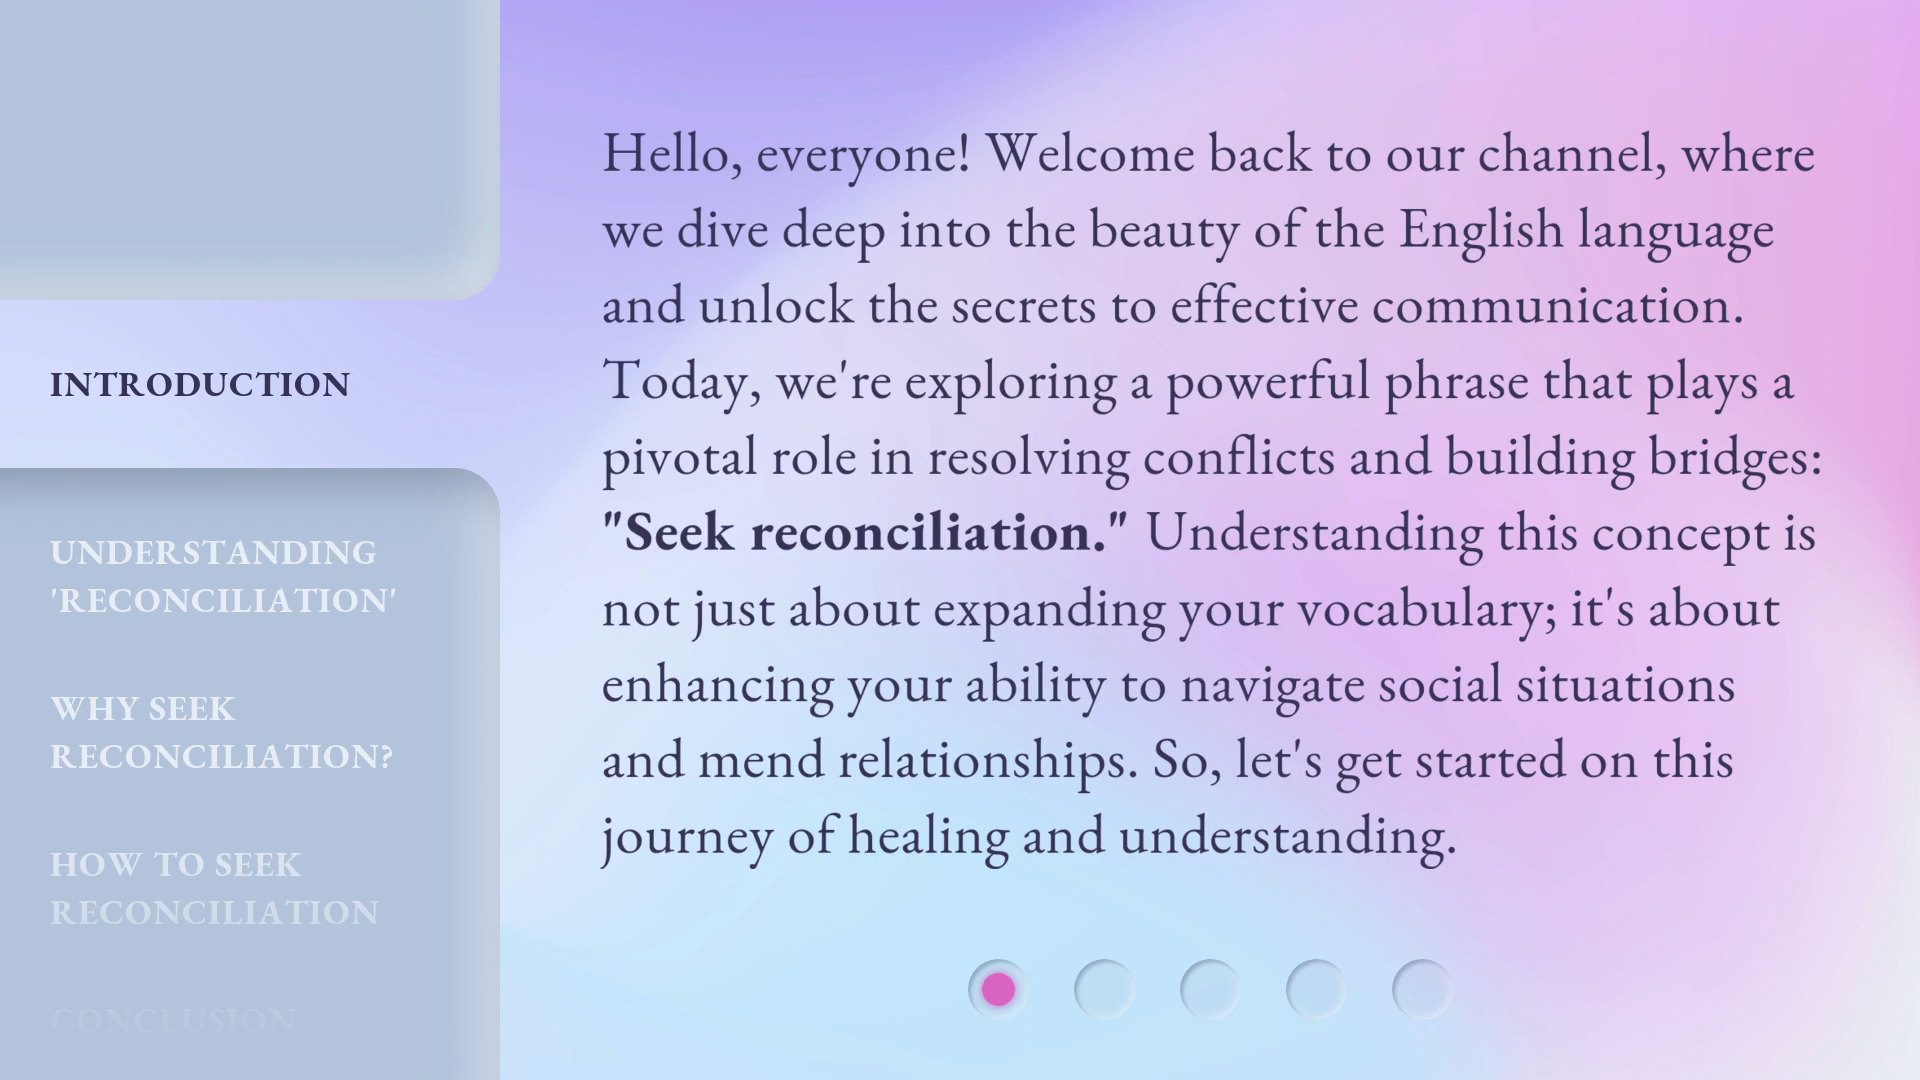 INTRODUCTION
UNDERSTANDING
'RECONCILIATION'
WHY SEEK
RECONCILIATION?
HOW TO SEEK
RECONCILIATION
CONCLUSION
Hello, everyone! Welcome back to our channel, where
we dive deep into the beauty of the English language
and unlock the secrets to effective communication.
Today, we're exploring a powerful phrase that plays a
pivotal role in resolving conflicts and building bridges:
"Seek reconciliation." Understanding this concept is
not just about expanding your vocabulary; it's about
enhancing your ability to navigate social situations
and mend relationships. So, let's get started on this
journey of healing and understanding.